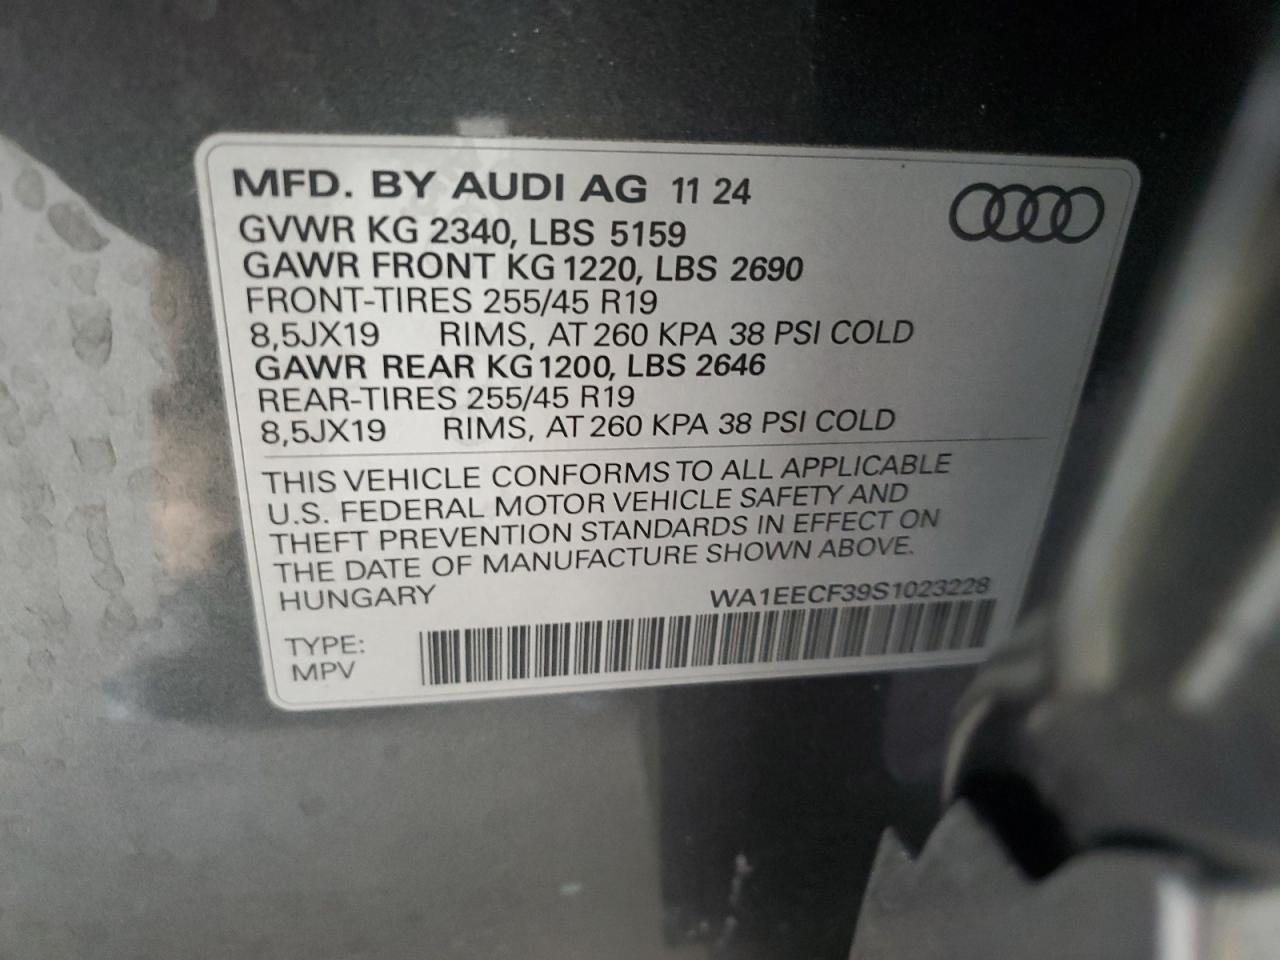 MFD. BY AUDI AG 11 24
GVWR KG 2340, LBS 5159
GAWR FRONT KG 1220, LBS 2690
FRONT-TIRES 255/45 R19
8,5JX19 RIMS, AT 260 KPA 38 PSI COLD
GAWR REAR KG 1200, LBS 2646
REAR-TIRES 255/45 R19
8,5JX19 RIMS, AT 260 KPA 38 PSI COLD
THIS VEHICLE CONFORMS TO ALL APPLICABLE
U.S. FEDERAL MOTOR VEHICLE SAFETY AND
THEFT PREVENTION STANDARDS IN EFFECT ON
THE DATE OF MANUFACTURE SHOWN ABOVE.
HUNGARY WA1EECF39S1023228
TYPE:
MPV